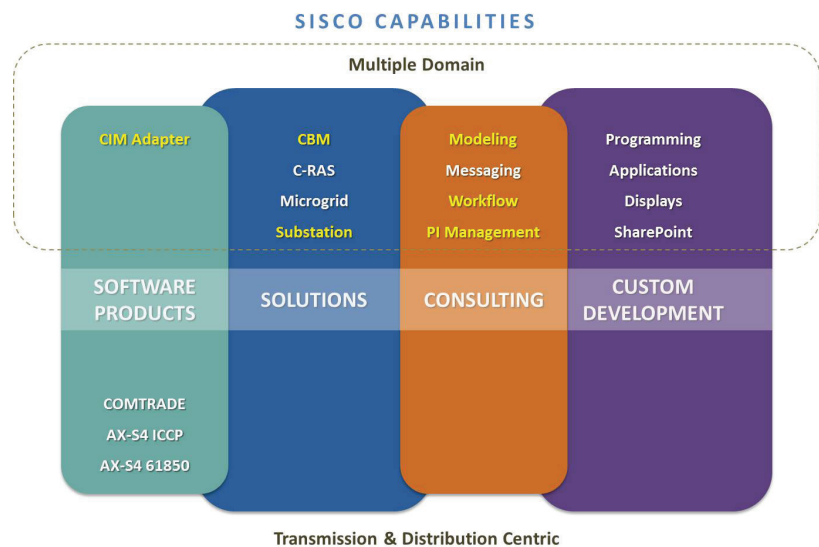 SISCO CAPABILITIES
Multiple Domain
CIM Adapter
CBM
C-RAS
Microgrid
Substation
Modeling
Messaging
Workflow
PI Management
Programming
Applications
Displays
SharePoint
SOFTWARE
PRODUCTS
SOLUTIONS
CONSULTING
CUSTOM
DEVELOPMENT
COMTRADE
AX-S4 ICCP
AX-S4 61850
Transmission & Distribution Centric